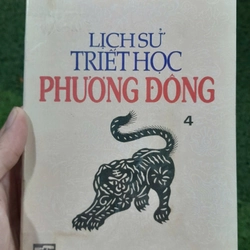 LỊCH SỬ
TRIẾT HỌC
PHƯƠNG ĐÔNG
4